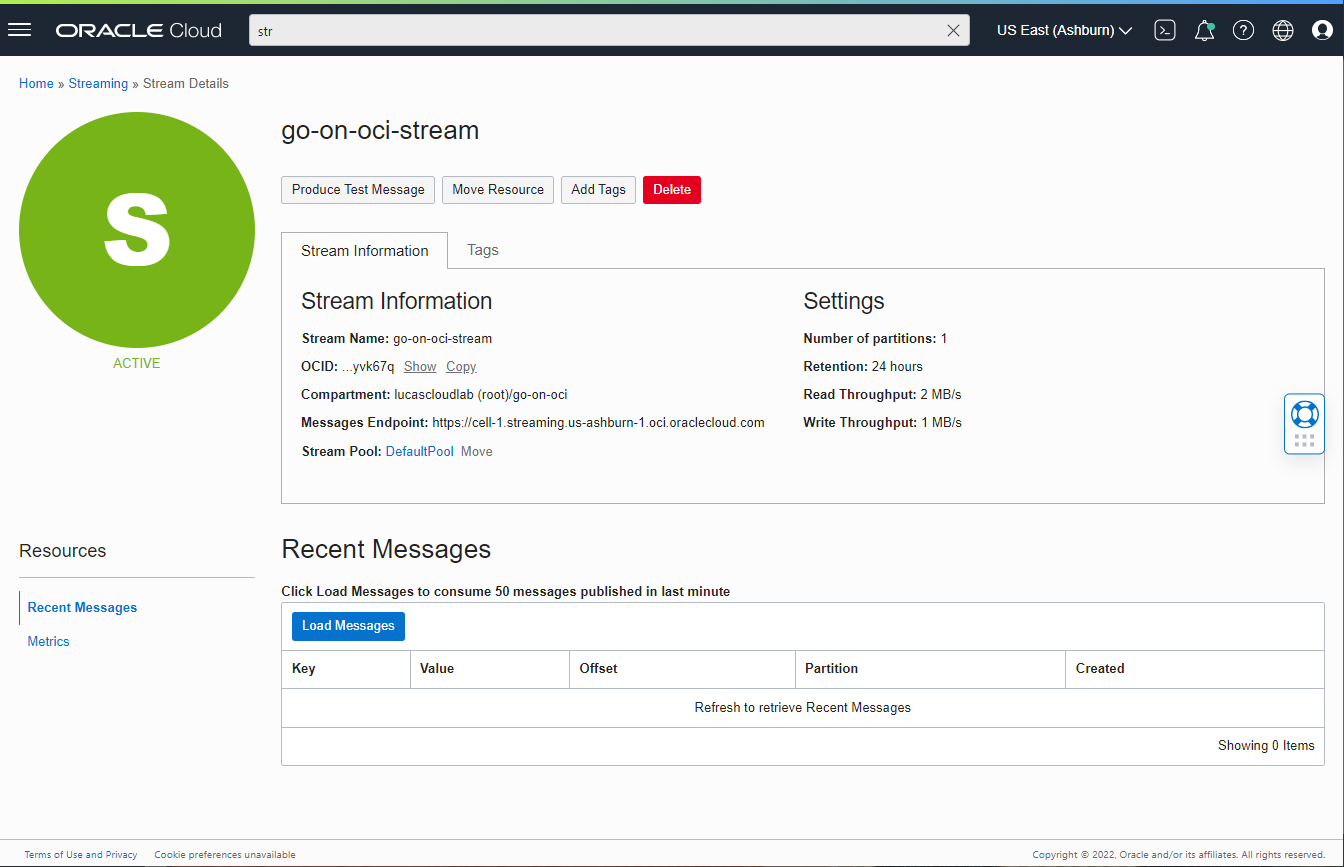 ORACLE Cloud str US East (Ashburn)
Home » Streaming » Stream Details
S
ACTIVE
go-on-oci-stream
Produce Test Message Move Resource Add Tags Delete
Stream Information Tags
Stream Information
Stream Name: go-on-oci-stream
OCID: ...yvk67q Show Copy
Compartment: lucascloudlab (root)/go-on-oci
Messages Endpoint: https://cell-1.streaming.us-ashburn-1.oci.oraclecloud.com
Stream Pool: DefaultPool Move
Settings
Number of partitions: 1
Retention: 24 hours
Read Throughput: 2 MB/s
Write Throughput: 1 MB/s
Resources
Recent Messages
Metrics
Recent Messages
Click Load Messages to consume 50 messages published in last minute
Load Messages
Key Value Offset Partition Created
Refresh to retrieve Recent Messages
Showing 0 Items
Terms of Use and Privacy Cookie preferences unavailable Copyright © 2022, Oracle and/or its affiliates. All rights reserved.